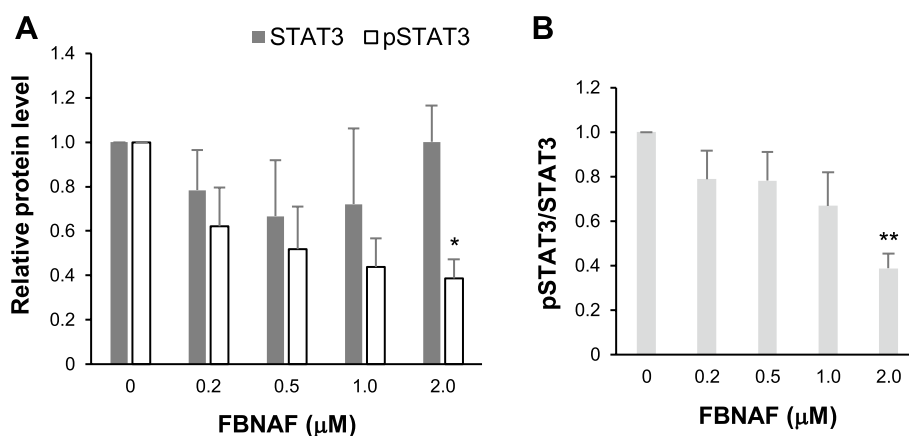 A
STAT3 pSTAT3
Relative protein level
1.4
1.2
1.0
0.8
0.6
0.4
0.2
0
*
0 0.2 0.5 1.0 2.0
FBNAF (μM)
B
pSTAT3/STAT3
1.2
1.0
0.8
0.6
0.4
0.2
0
**
0 0.2 0.5 1.0 2.0
FBNAF (μM)